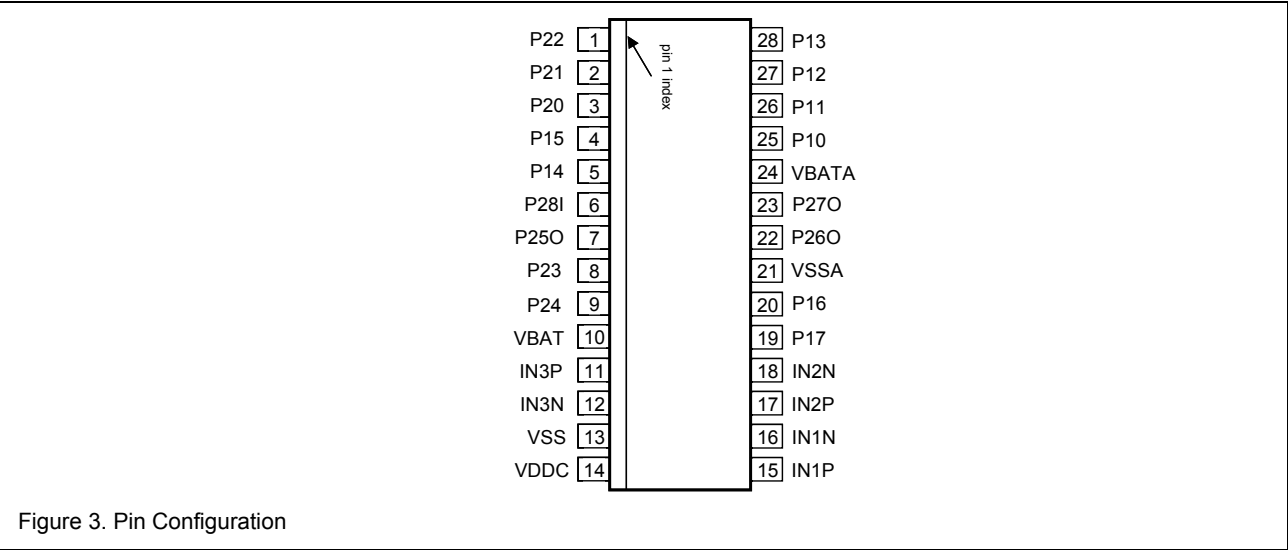 P22 1 28 P13
P21 2 27 P12
P20 3 26 P11
P15 4 25 P10
P14 5 24 VBATA
P28I 6 23 P27O
P25O 7 22 P26O
P23 8 21 VSSA
P24 9 20 P16
VBAT 10 19 P17
IN3P 11 18 IN2N
IN3N 12 17 IN2P
VSS 13 16 IN1N
VDDC 14 15 IN1P
pin 1 index
Figure 3. Pin Configuration